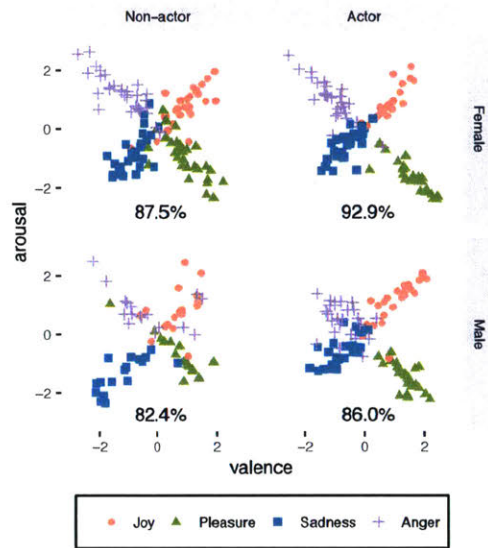 Non-actor Actor
2
0
-2
87.5% 92.9%
Female
arousal
2
0
-2
82.4% 86.0%
Male
-2 0 2 -2 0 2
valence
Joy Pleasure Sadness Anger